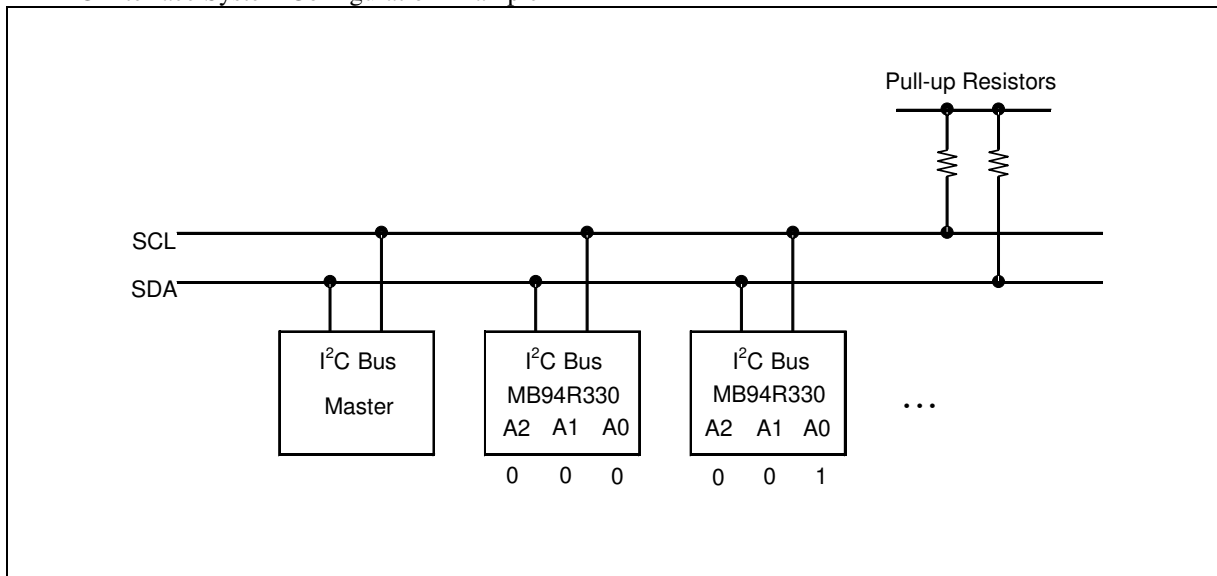 Pull-up Resistors
SCL
SDA
I²C Bus
Master
I²C Bus
MB94R330
A2 A1 A0
0 0 0
I²C Bus
MB94R330
A2 A1 A0
0 0 1
...